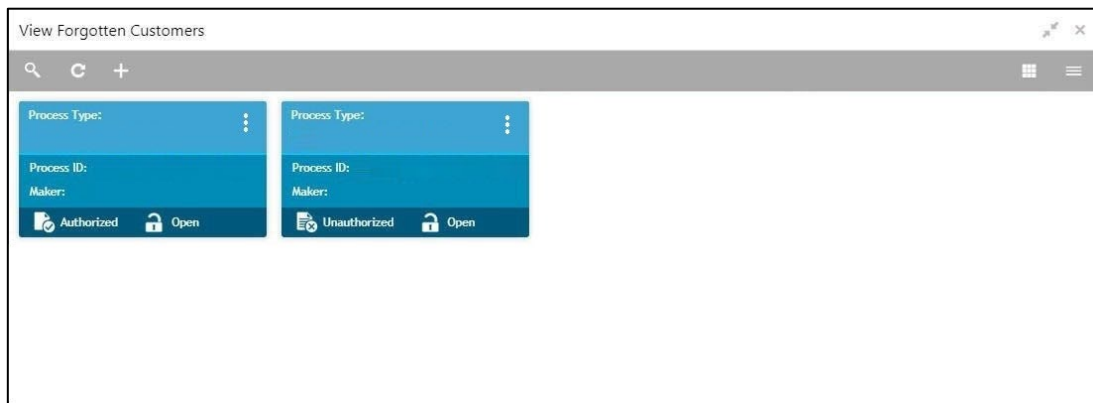 View Forgotten Customers
Process Type:
Process ID:
Maker:
Authorized Open
Process Type:
Process ID:
Maker:
Unauthorized Open